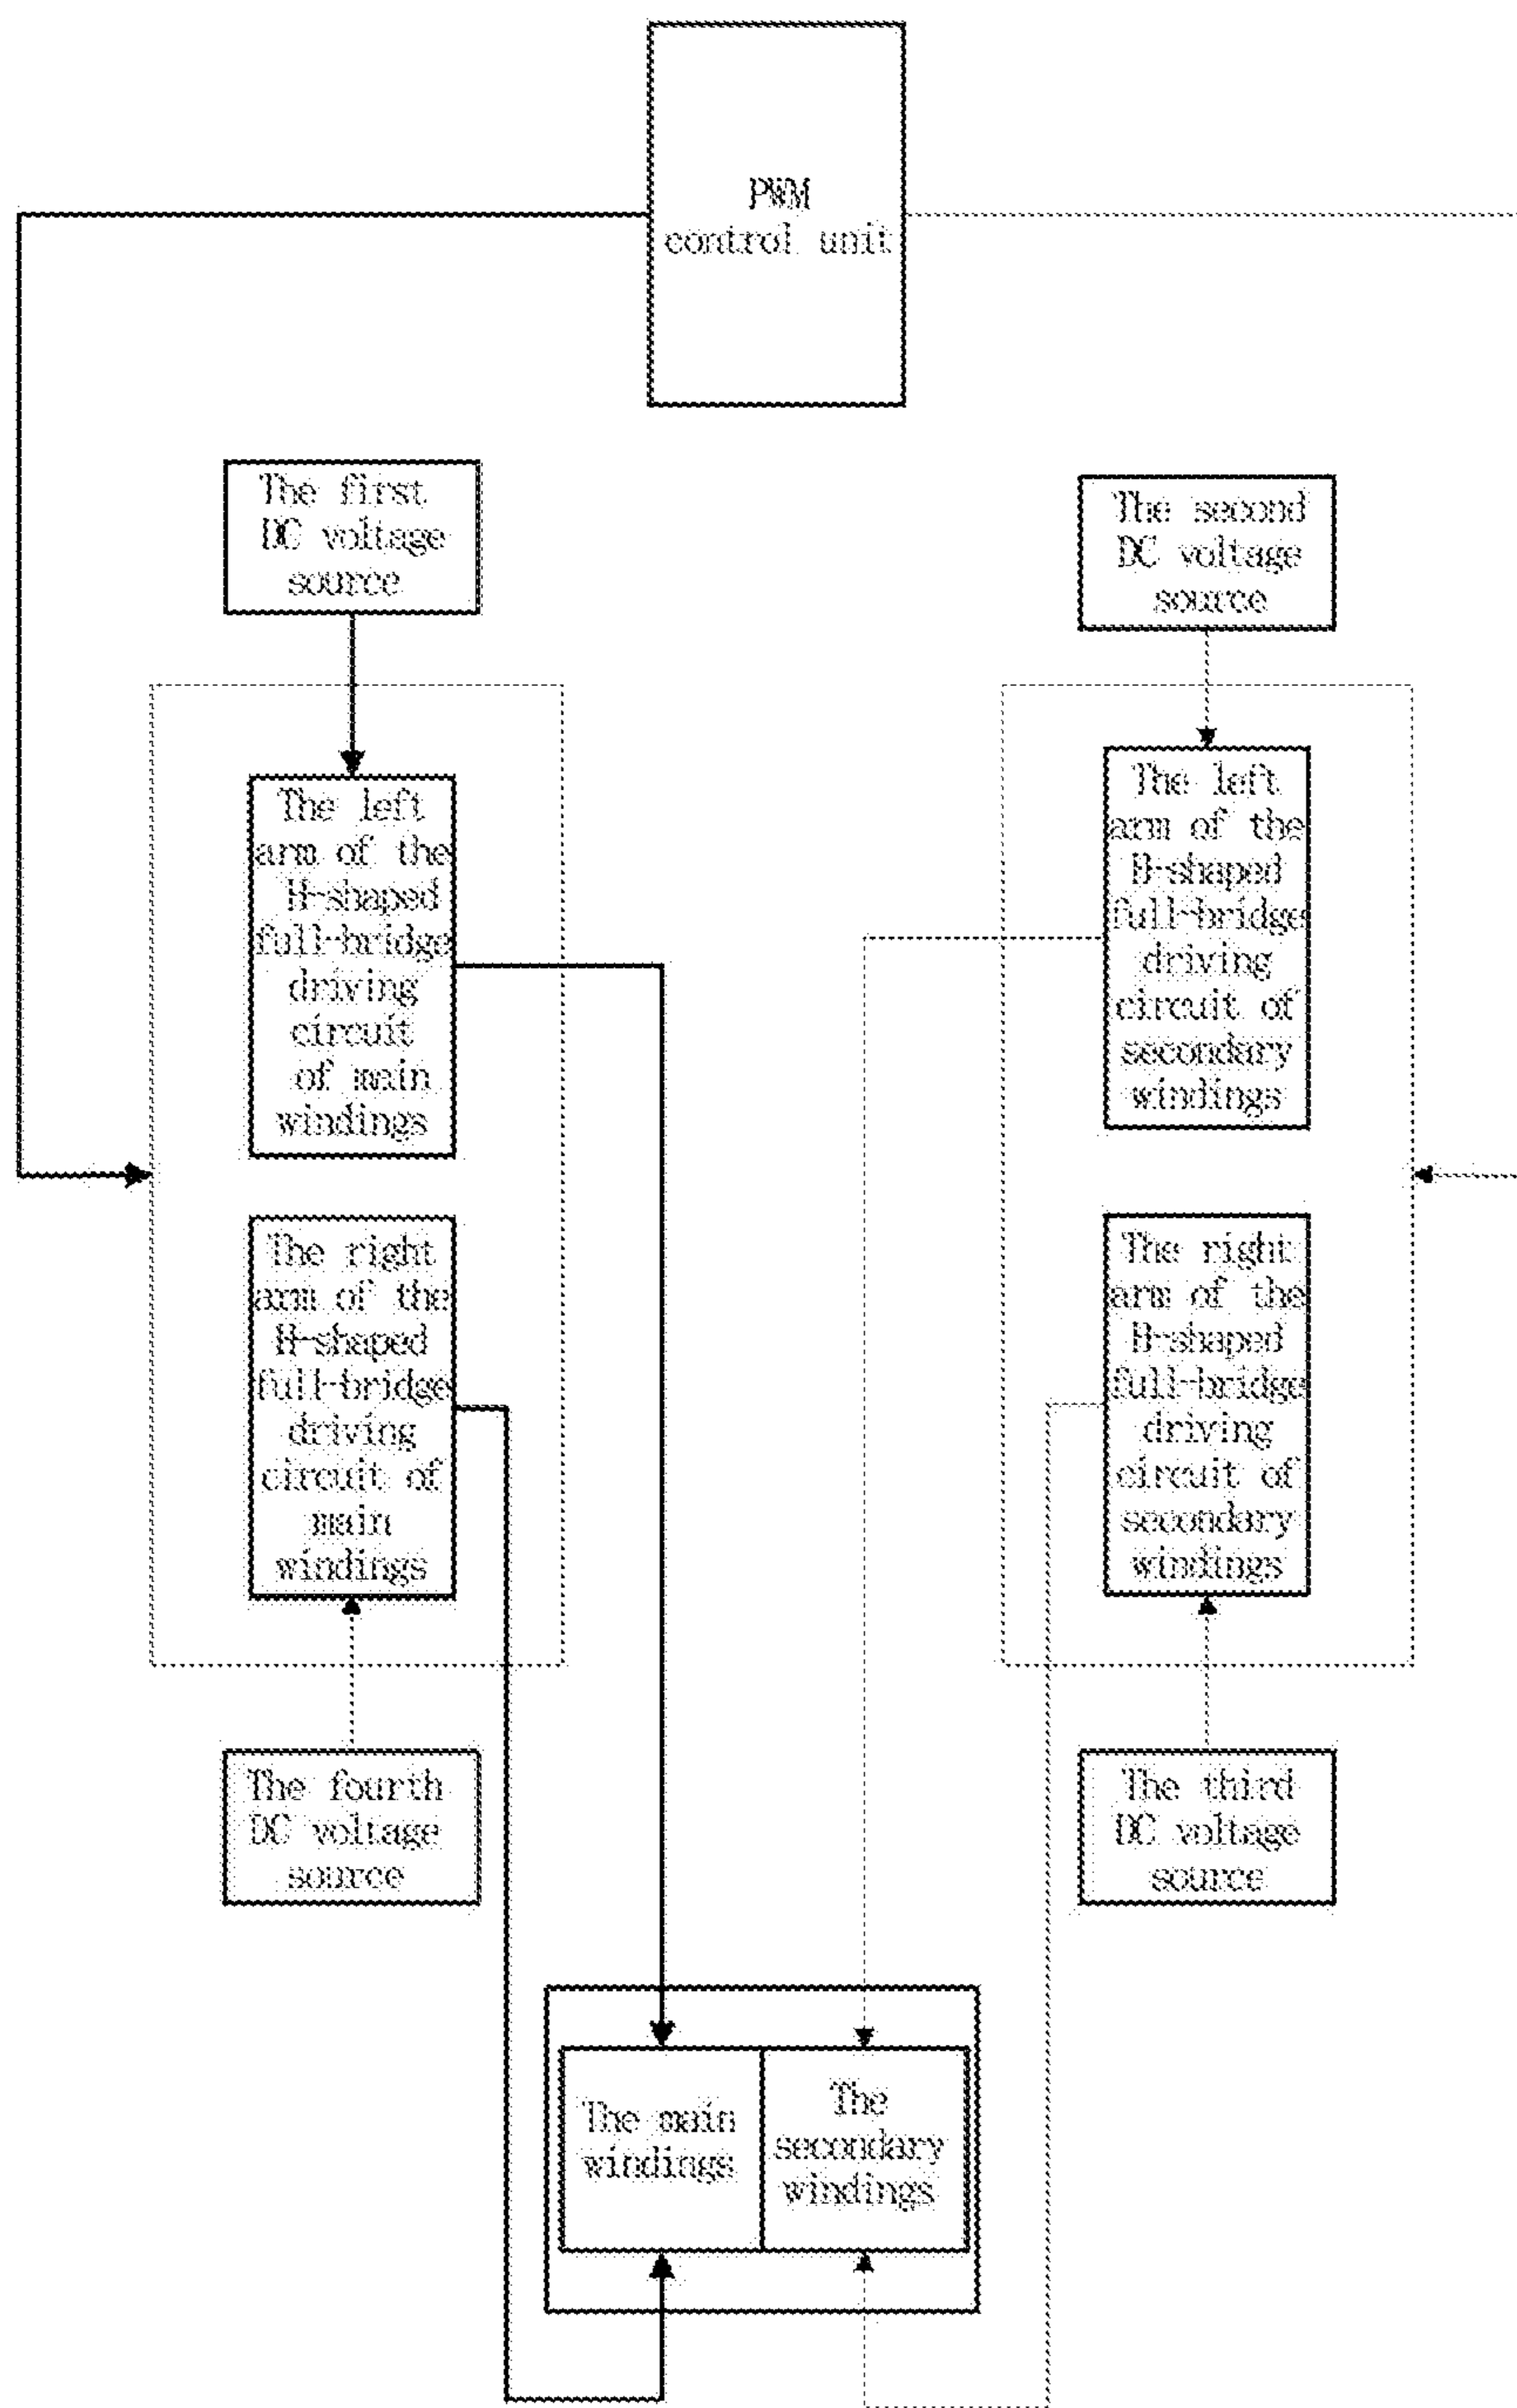 PWM
control unit
The first
DC voltage
source
The second
DC voltage
source
The left
arm of the
H-shaped
full-bridge
driving
circuit
of main
windings
The left
arm of the
H-shaped
full-bridge
driving
circuit of
secondary
windings
The right
arm of the
H-shaped
full-bridge
driving
circuit of
main
windings
The right
arm of the
H-shaped
full-bridge
driving
circuit of
secondary
windings
The fourth
DC voltage
source
The third
DC voltage
source
The main
windings
The
secondary
windings